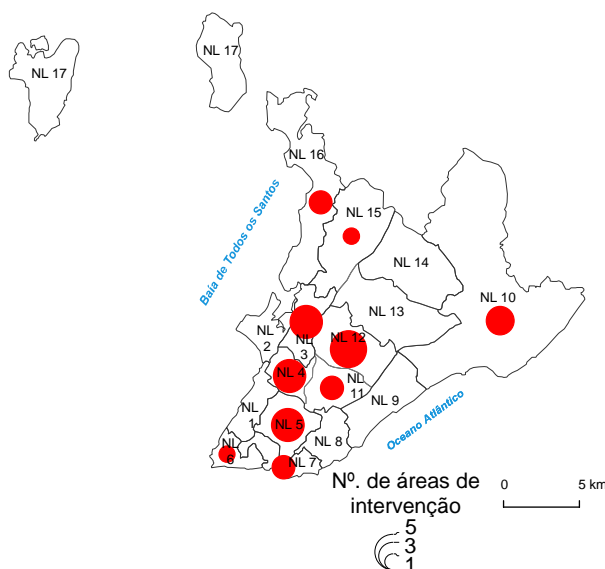 NL 17
NL 17
NL 16
NL 15
NL 14
Baía de Todos os Santos
NL 10
NL 13
NL
2
NL
3
NL 12
NL 4
NL
11
NL 9
NL
1
NL 5
Oceano Atlântico
NL
6
NL 8
NL 7
Nº. de áreas de
intervenção
0 5 km
5
3
1